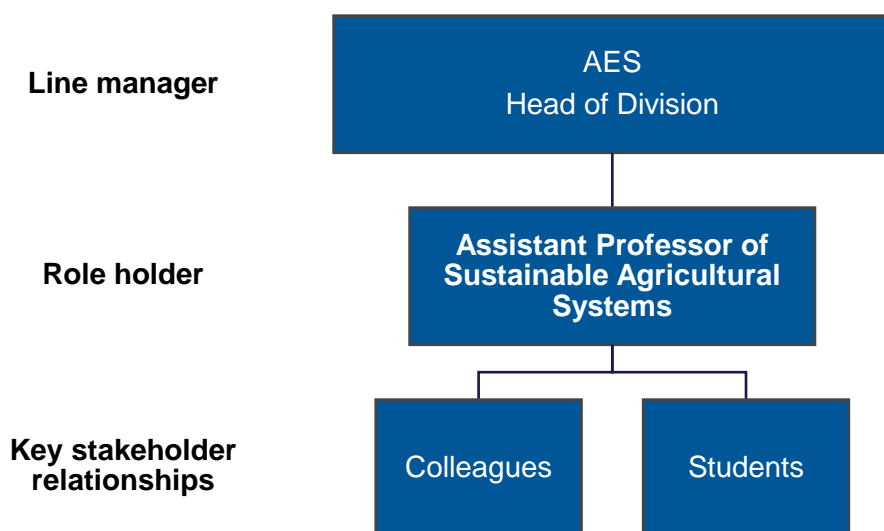 Line manager
AES
Head of Division
Role holder
Assistant Professor of
Sustainable Agricultural
Systems
Key stakeholder
relationships
Colleagues
Students